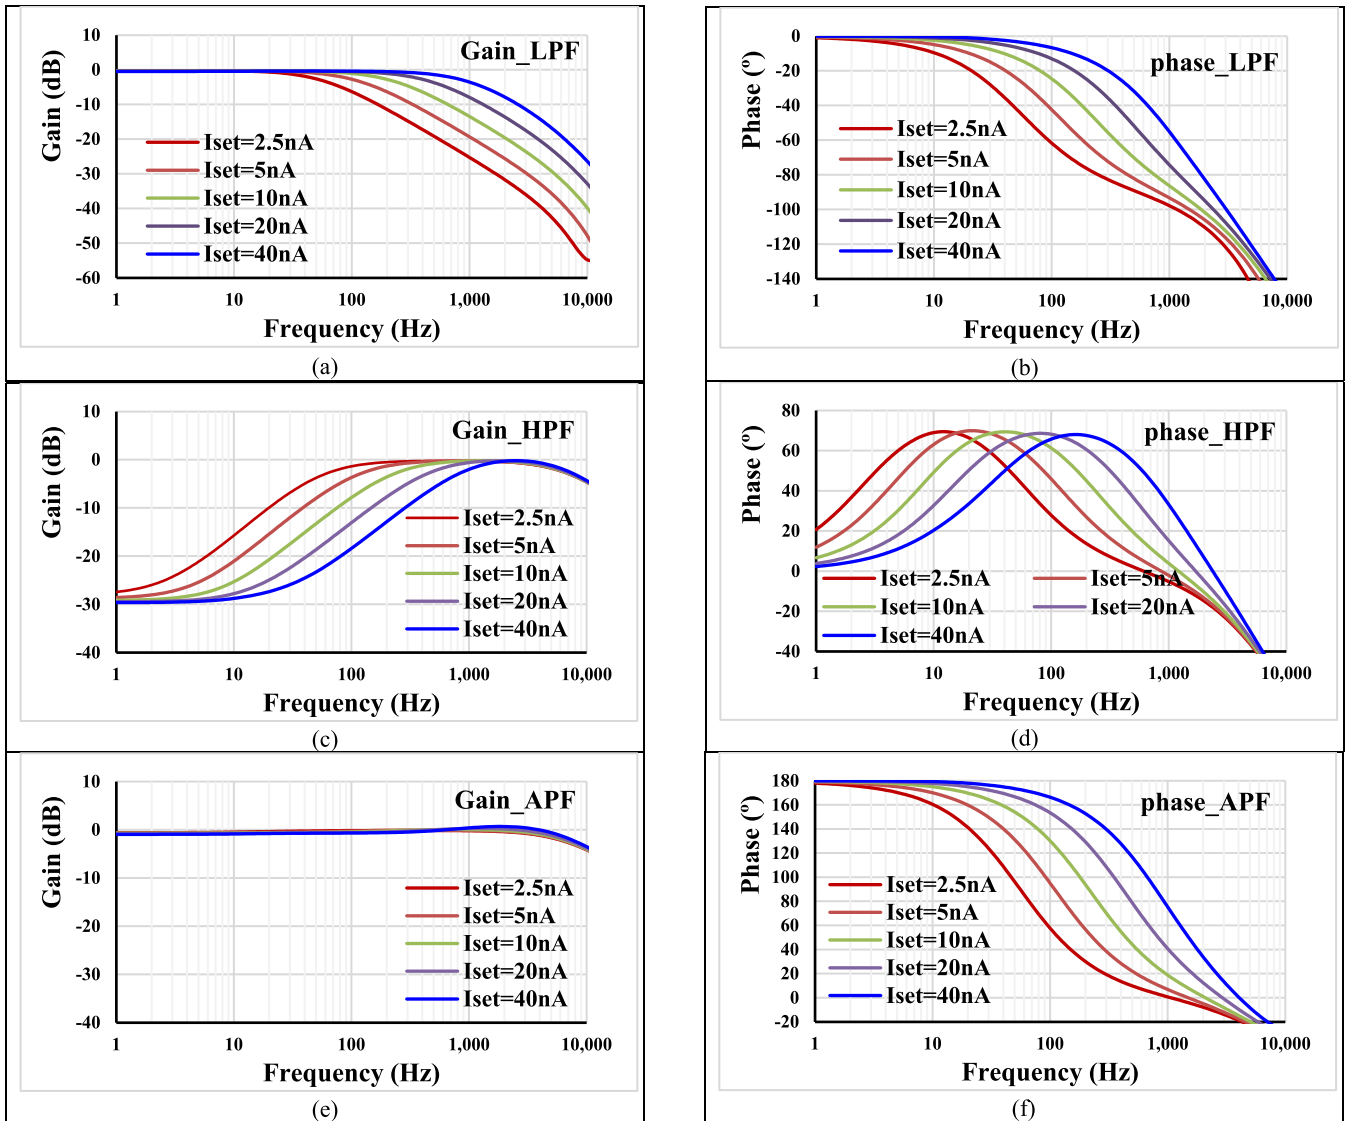 Gain_LPF
Gain (dB)
10
0
-10
-20
-30
-40
-50
-60
Iset=2.5nA
Iset=5nA
Iset=10nA
Iset=20nA
Iset=40nA
1 10 100 1,000 10,000
Frequency (Hz)
(a)
phase_LPF
Phase (º)
0
-20
-40
-60
-80
-100
-120
-140
Iset=2.5nA
Iset=5nA
Iset=10nA
Iset=20nA
Iset=40nA
1 10 100 1,000 10,000
Frequency (Hz)
(b)
Gain_HPF
Gain (dB)
10
0
-10
-20
-30
-40
Iset=2.5nA
Iset=5nA
Iset=10nA
Iset=20nA
Iset=40nA
1 10 100 1,000 10,000
Frequency (Hz)
(c)
phase_HPF
Phase (º)
80
60
40
20
0
-20
-40
Iset=2.5nA Iset=5nA
Iset=10nA Iset=20nA
Iset=40nA
1 10 100 1,000 10,000
Frequency (Hz)
(d)
Gain_APF
Gain (dB)
10
0
-10
-20
-30
-40
Iset=2.5nA
Iset=5nA
Iset=10nA
Iset=20nA
Iset=40nA
1 10 100 1,000 10,000
Frequency (Hz)
(e)
phase_APF
Phase (º)
180
160
140
120
100
80
60
40
20
0
-20
Iset=2.5nA
Iset=5nA
Iset=10nA
Iset=20nA
Iset=40nA
1 10 100 1,000 10,000
Frequency (Hz)
(f)